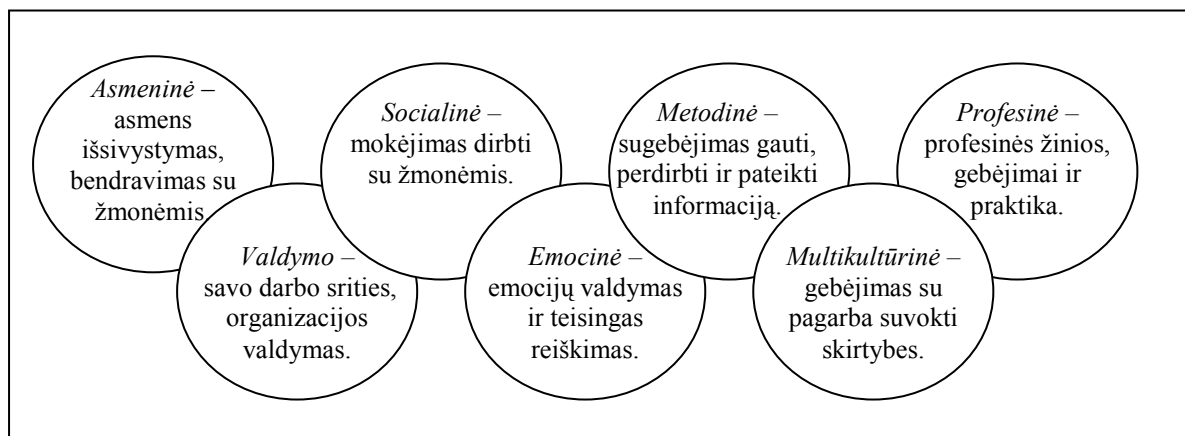 Asmeninė –
asmens
išsivystymas,
bendravimas su
žmonėmis
Valdymo –
savo darbo srities,
organizacijos
valdymas.
Socialinė –
mokėjimas dirbti
su žmonėmis.
Emocinė –
emocijų valdymas
ir teisingas
reiškimas.
Metodinė –
sugebėjimas gauti,
perdirbti ir pateikti
informaciją.
Multikultūrinė –
gebėjimas su
pagarba suvokti
skirtybes.
Profesinė –
profesinės žinios,
gebėjimai ir
praktika.